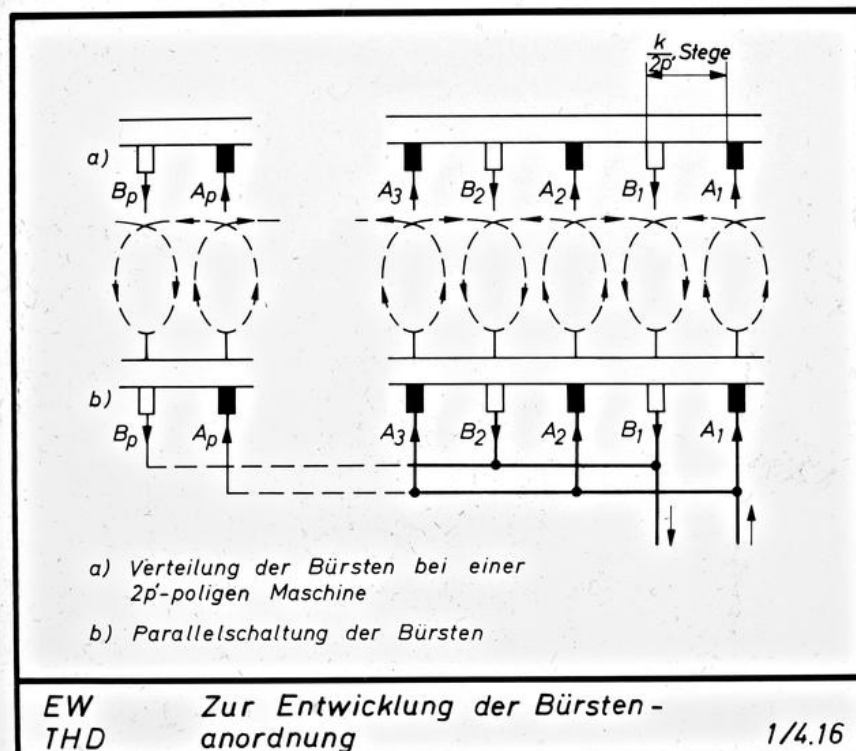 k
2p' Stege
a)
Bp Ap A3 B2 A2 B1 A1
b)
Bp Ap A3 B2 A2 B1 A1
a) Verteilung der Bürsten bei einer
2p'-poligen Maschine
b) Parallelschaltung der Bürsten
EW Zur Entwicklung der Bürsten-
THD anordnung 1/4.16